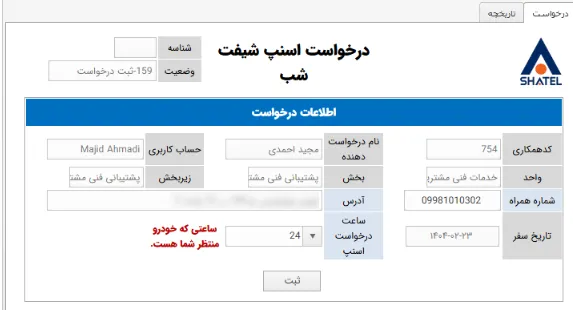 درخواست
تاریخچه
درخواست اسنپ شیفت
شب
شناسه
وضعیت
159-ثبت درخواست
SHATEL
اطلاعات درخواست
کدهمکاری
754
نام درخواست
دهنده
مجید احمدی
حساب کاربری
Majid Ahmadi
واحد
خدمات فنی مشتری
بخش
پشتیبانی فنی مشت
زیربخش
پشتیبانی فنی مشت
شماره همراه
09981010302
آدرس
تاریخ سفر
۱۴۰۴-۰۲-۲۳
ساعت
درخواست
اسنپ
24
ساعتی که خودرو
منتظر شما هست.
ثبت